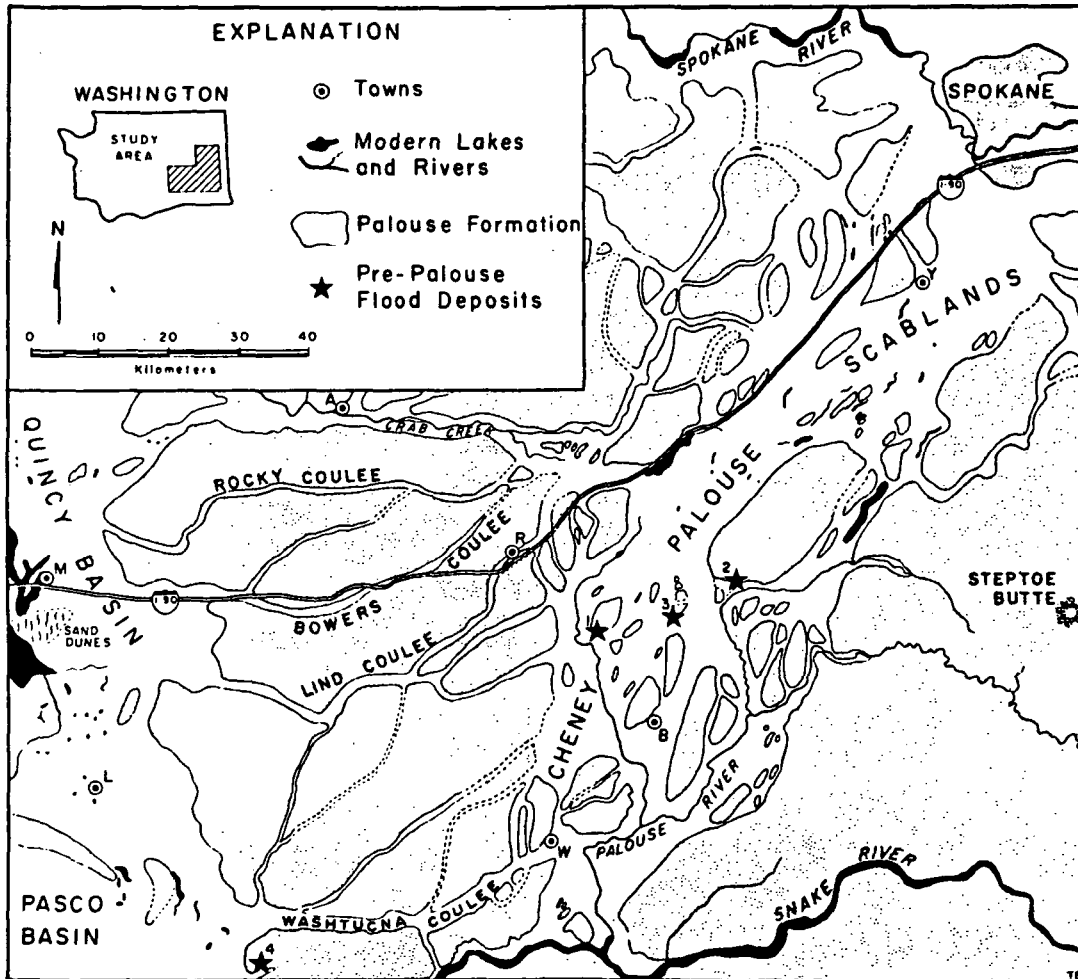 EXPLANATION
WASHINGTON
STUDY
AREA
N
0 10 20 30 40
Kilometers
Towns
Modern Lakes
and Rivers
Palouse Formation
Pre-Palouse
Flood Deposits
SPOKANE RIVER
SPOKANE
I-90
Y
SCABLANDS
A
CRAB CREEK
QUINCY BASIN
ROCKY COULEE
COULEE
R
PALOUSE
M
I-90
BOWERS
SAND
DUNES
LIND COULEE
2
STEPTOE
BUTTE
3
1
CHENEY
B
L
RIVER
W
PALOUSE
SNAKE RIVER
PASCO
BASIN
WASHTUCNA COULEE
4